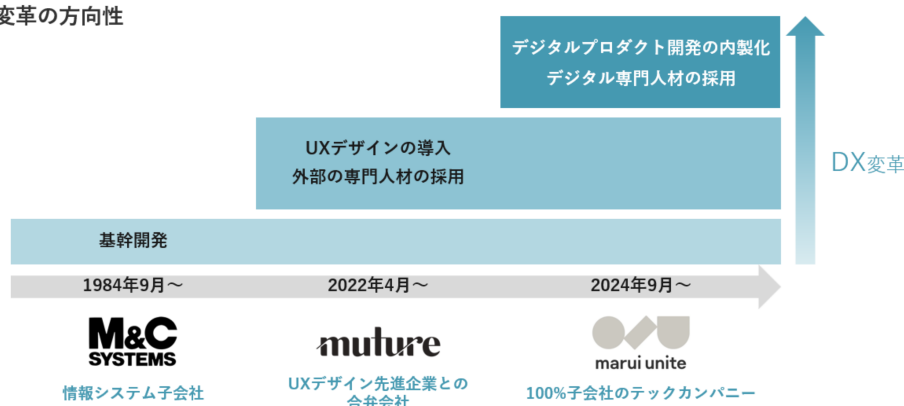 変革の方向性
デジタルプロダクト開発の内製化
デジタル専門人材の採用
UXデザインの導入
外部の専門人材の採用
DX変革
基幹開発
1984年9月～
2022年4月～
2024年9月～
M&C
SYSTEMS
muture
marui unite
情報システム子会社
UXデザイン先進企業との
合弁会社
100%子会社のテックカンパニー